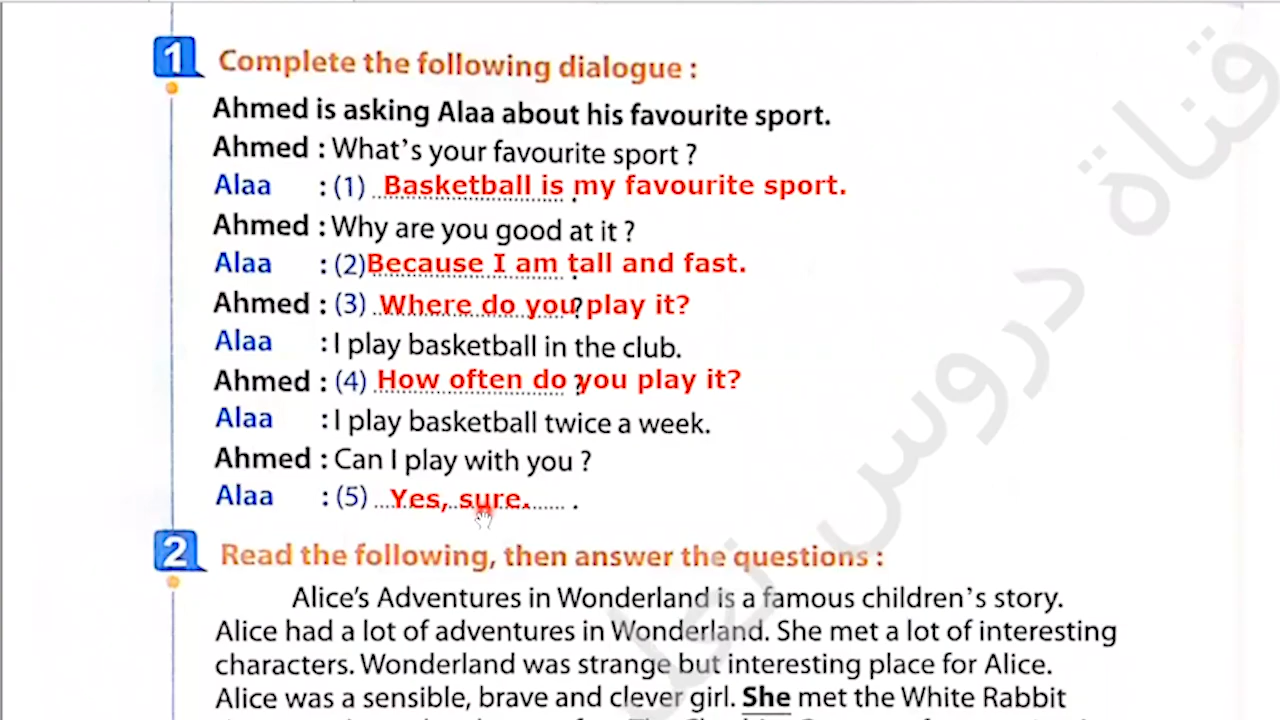 1 Complete the following dialogue :
Ahmed is asking Alaa about his favourite sport.
Ahmed : What's your favourite sport ?
Alaa : (1) Basketball is my favourite sport.
Ahmed : Why are you good at it ?
Alaa : (2) Because I am tall and fast.
Ahmed : (3) Where do you play it?
Alaa : I play basketball in the club.
Ahmed : (4) How often do you play it?
Alaa : I play basketball twice a week.
Ahmed : Can I play with you ?
Alaa : (5) Yes, sure. .
2 Read the following, then answer the questions :
Alice's Adventures in Wonderland is a famous children's story.
Alice had a lot of adventures in Wonderland. She met a lot of interesting
characters. Wonderland was strange but interesting place for Alice.
Alice was a sensible, brave and clever girl. She met the White Rabbit
قناة دروس